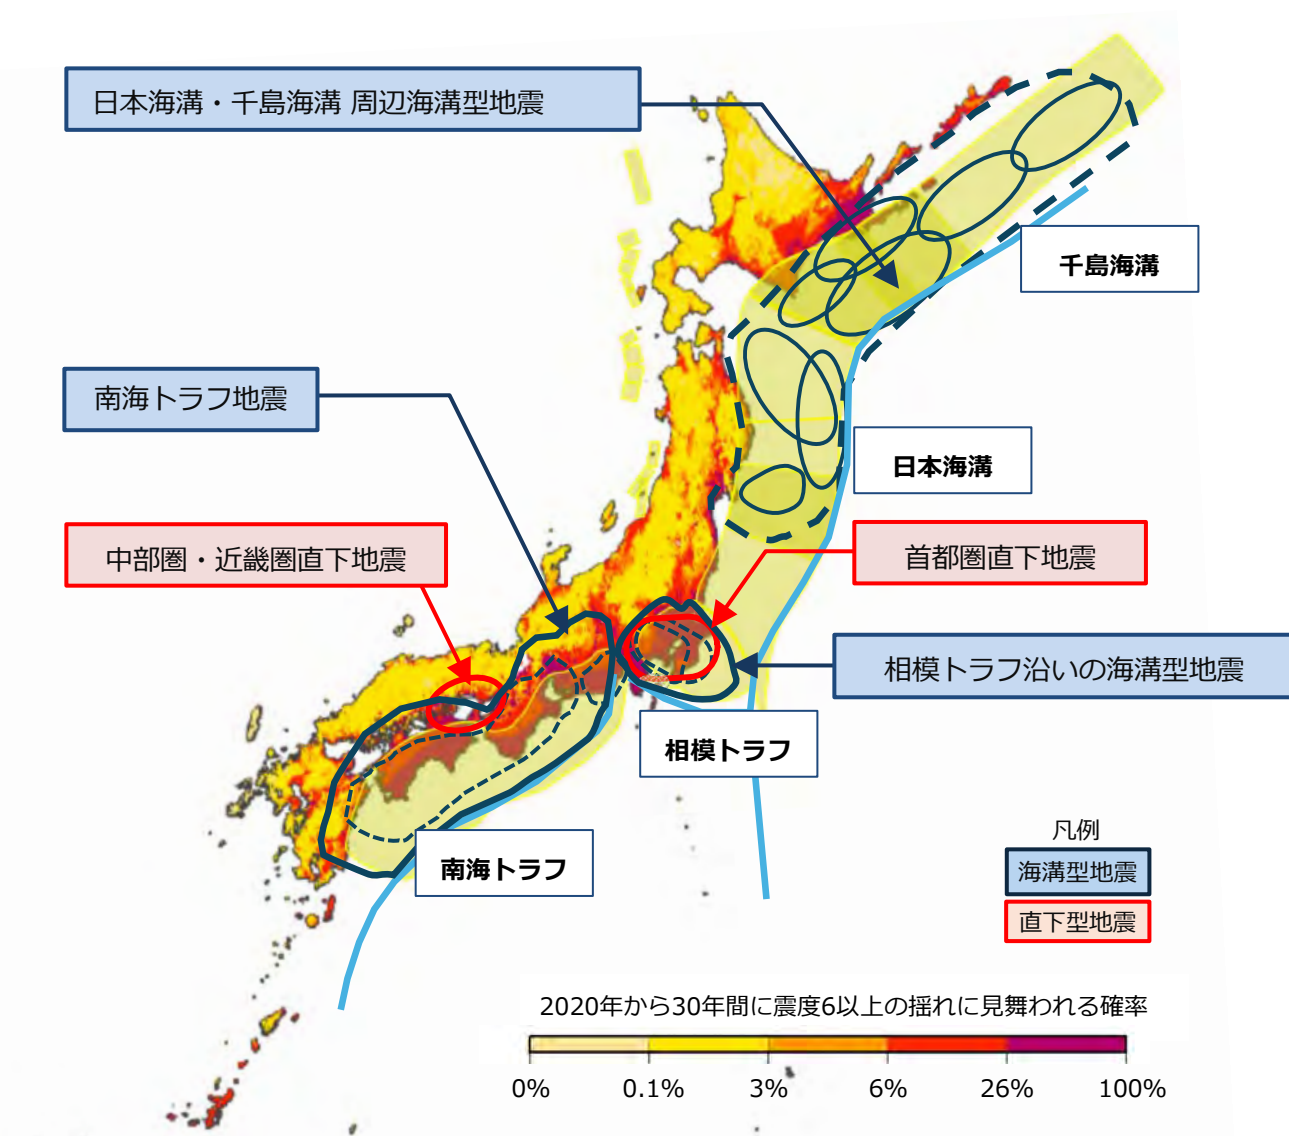 日本海溝・千島海溝 周辺海溝型地震
千島海溝
南海トラフ地震
日本海溝
中部圏・近畿圏直下地震
首都圏直下地震
相模トラフ沿いの海溝型地震
相模トラフ
南海トラフ
凡例
海溝型地震
直下型地震
2020年から30年間に震度6以上の揺れに見舞われる確率
0% 0.1% 3% 6% 26% 100%